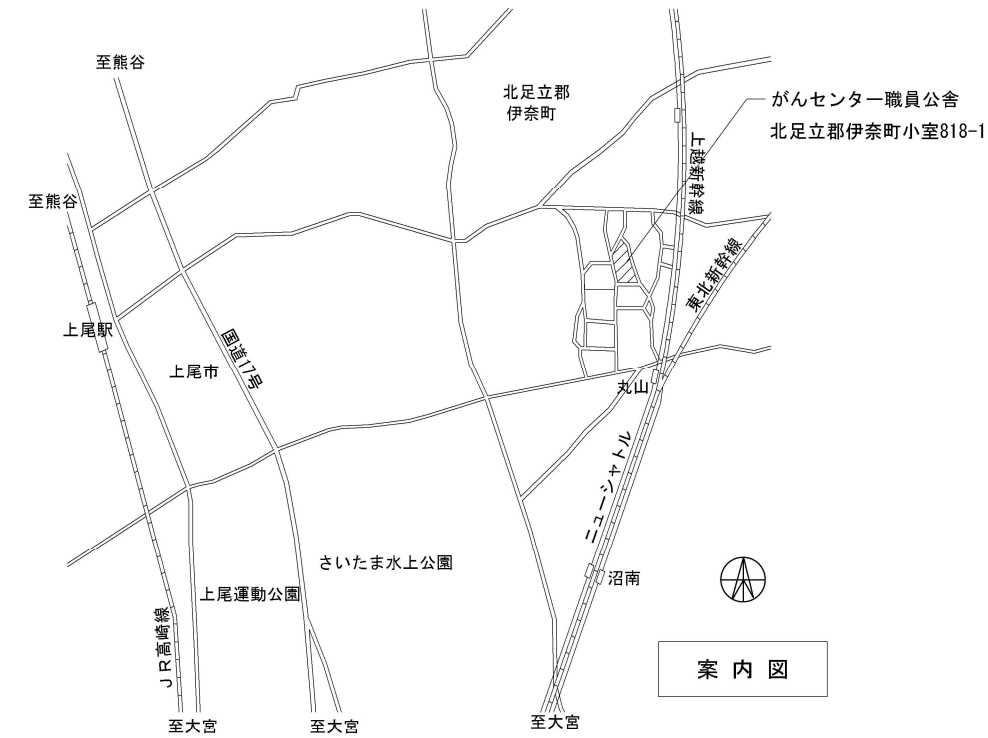 至熊谷
北足立郡
伊奈町
がんセンター職員公舎
北足立郡伊奈町小室818-1
上越新幹線
至熊谷
東北新幹線
上尾駅
国道17号
上尾市
丸山
ニューシャトル
さいたま水上公園
沼南
上尾運動公園
JR高崎線
案内図
至大宮
至大宮
至大宮